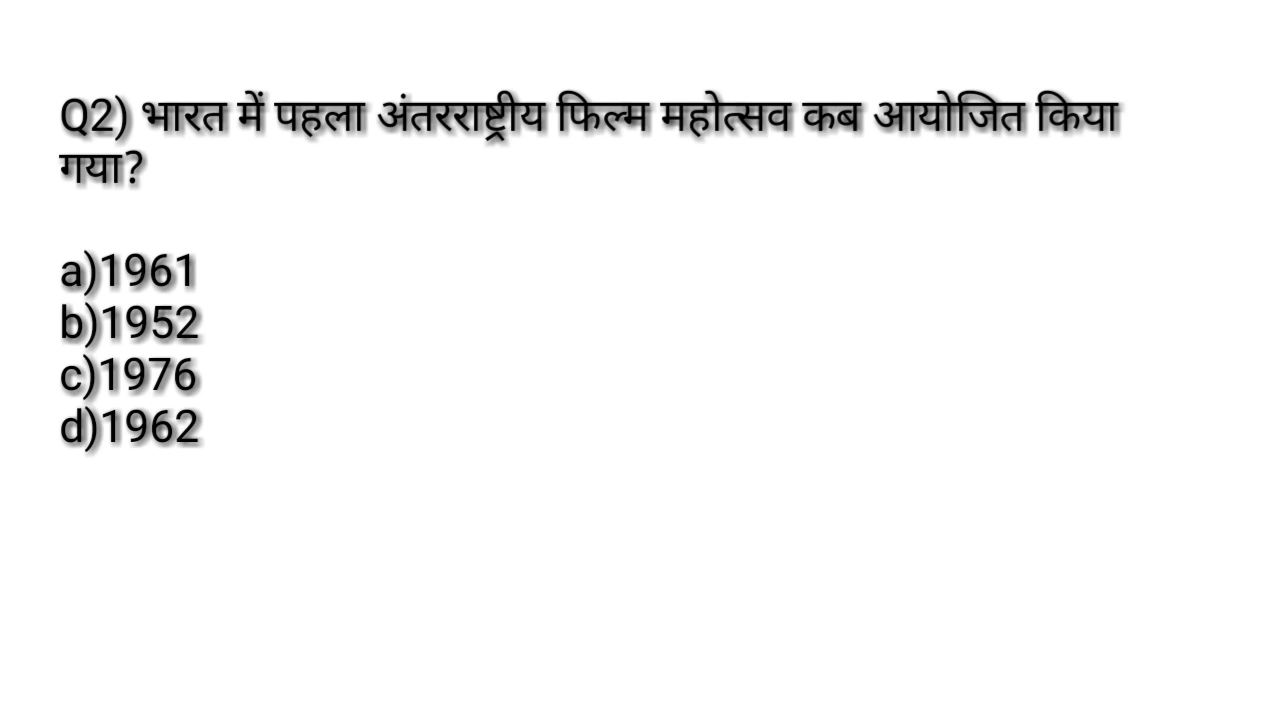 Q2) भारत में पहला अंतरराष्ट्रीय फिल्म महोत्सव कब आयोजित किया
गया?
a)1961
b)1952
c)1976
d)1962